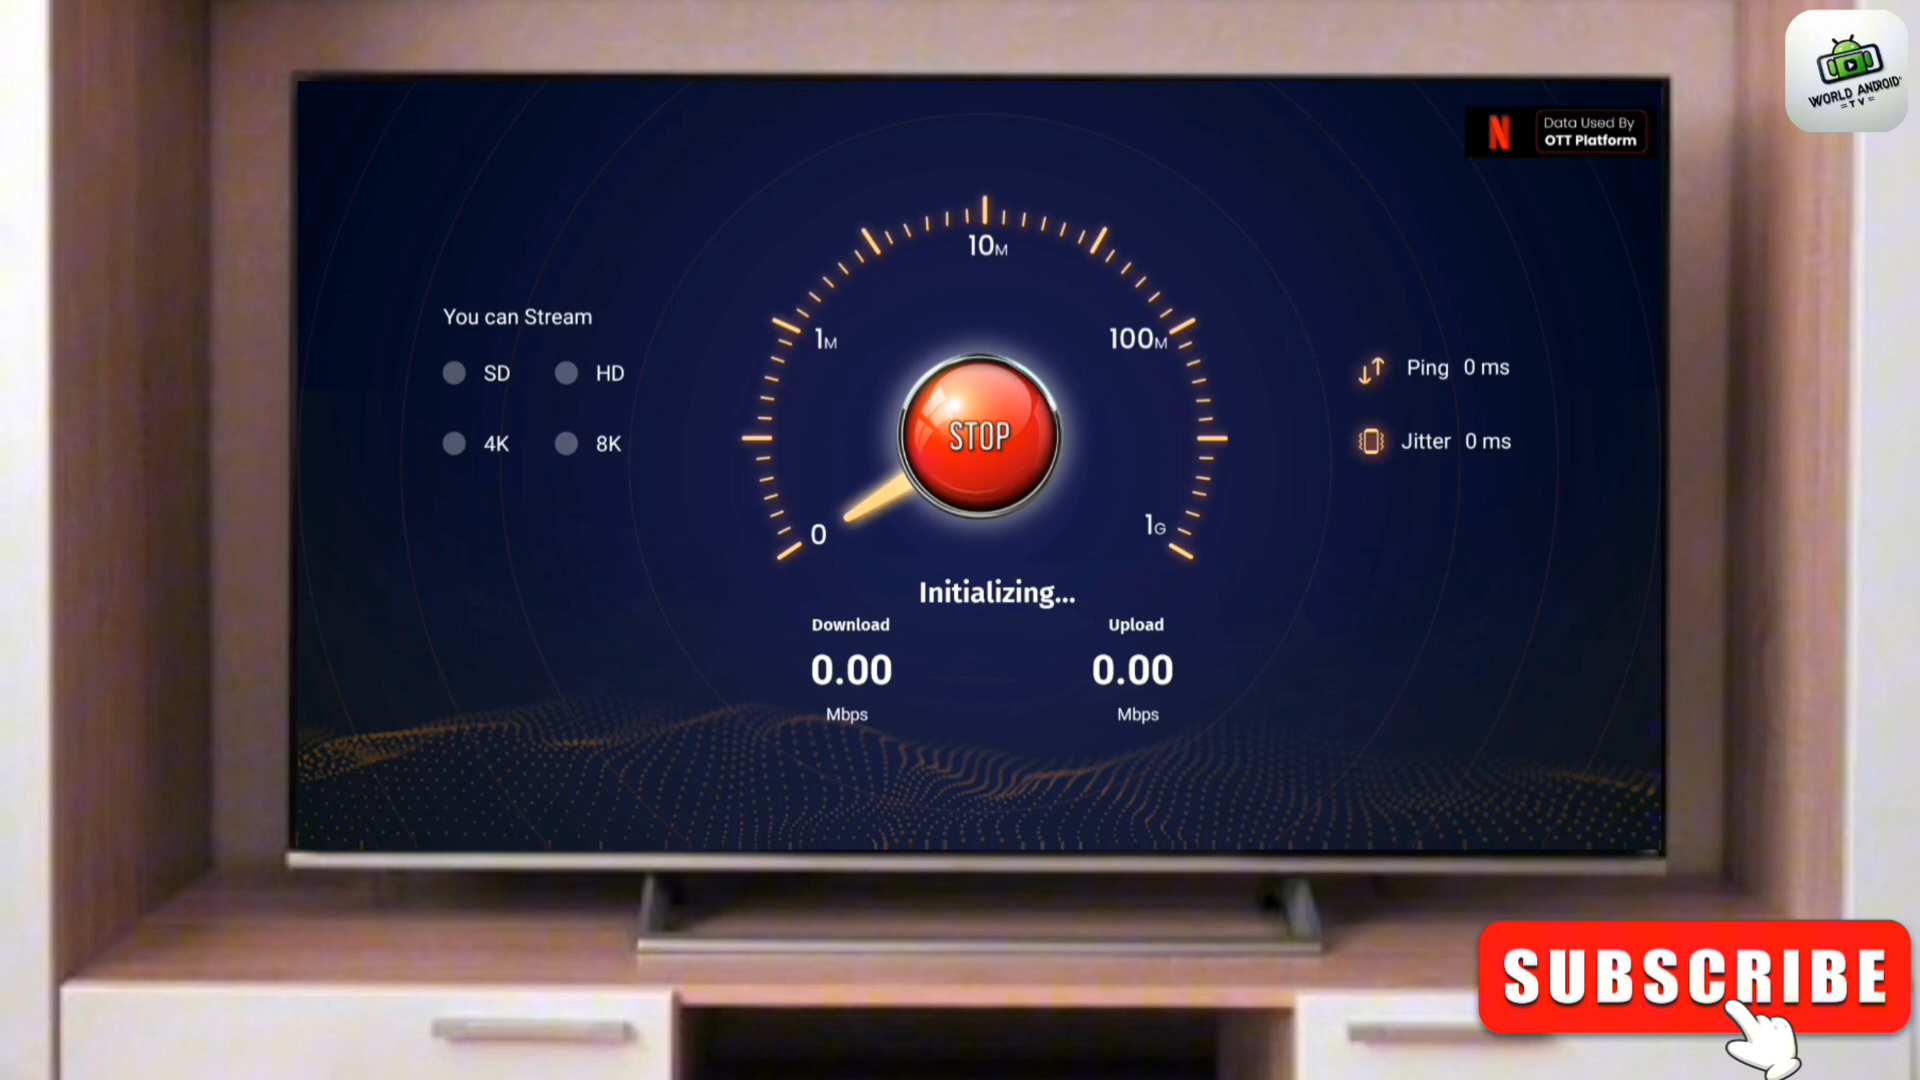 WORLD ANDROID
= TV =
N
Data Used By
OTT Platform
10M
You can Stream
1M
100M
SD
HD
Ping 0 ms
STOP
4K
8K
Jitter 0 ms
0
1G
Initializing...
Download
Upload
0.00
0.00
Mbps
Mbps
SUBSCRIBE